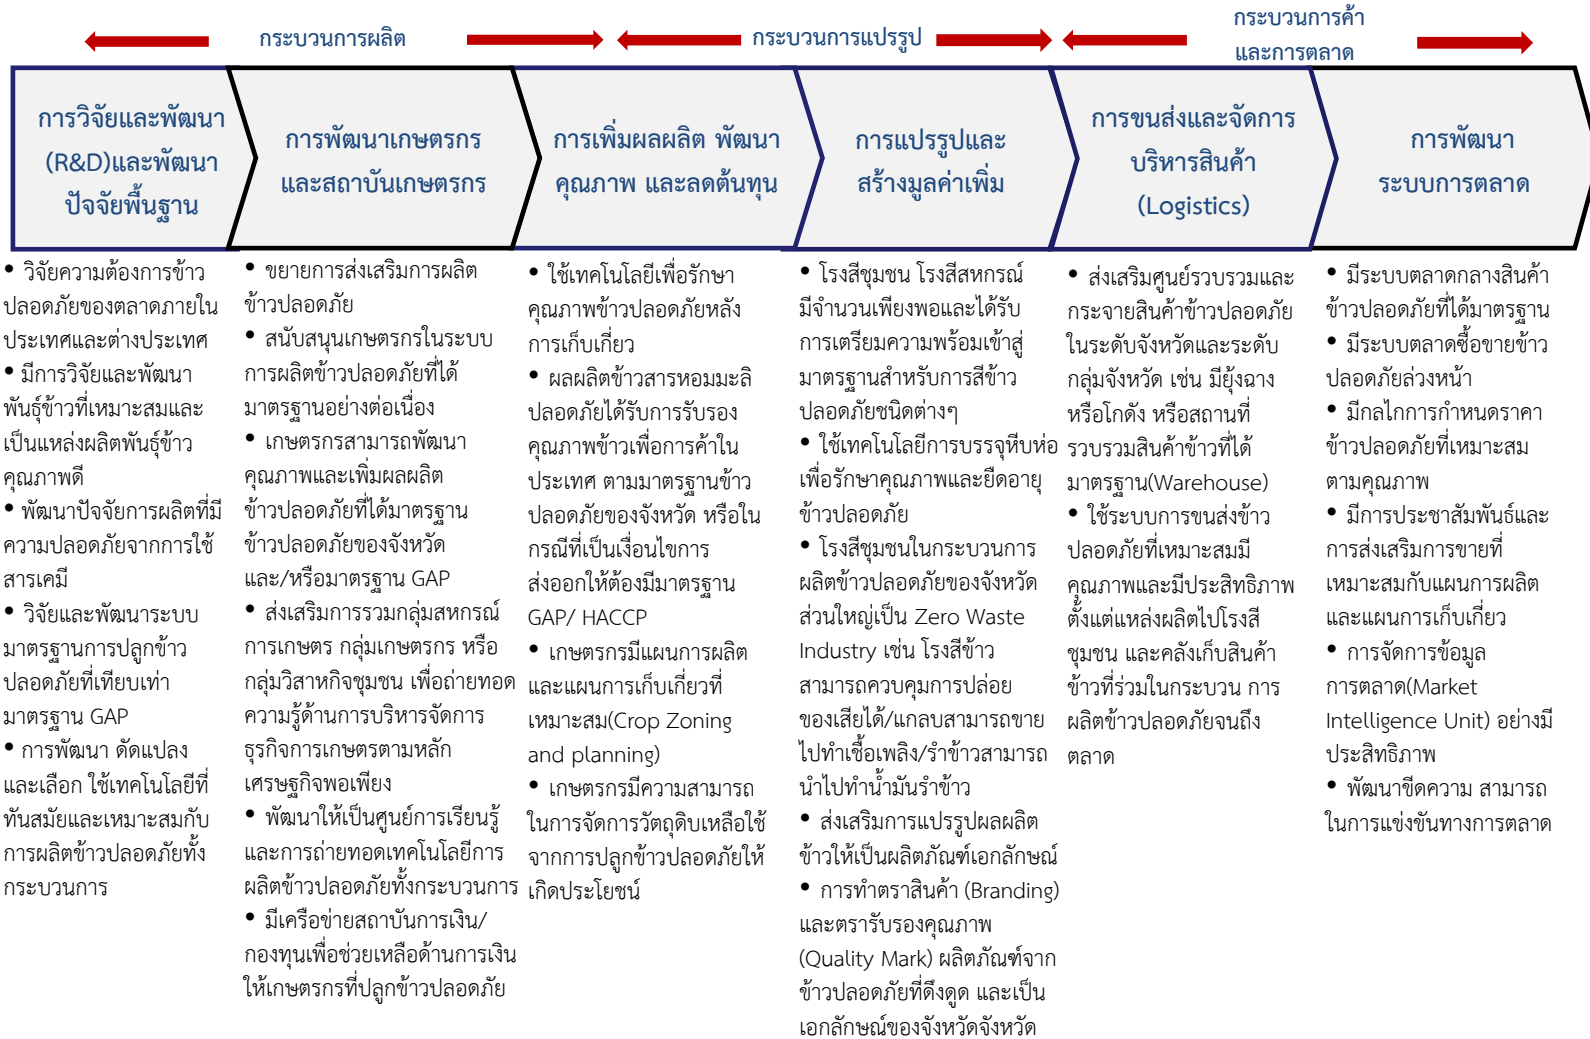 กระบวนการผลิต
กระบวนการแปรรูป
กระบวนการค้า
และการตลาด
การวิจัยและพัฒนา
(R&D)และพัฒนา
ปัจจัยพื้นฐาน
การพัฒนาเกษตรกร
และสถาบันเกษตรกร
การเพิ่มผลผลิต พัฒนา
คุณภาพ และลดต้นทุน
การแปรรูปและ
สร้างมูลค่าเพิ่ม
การขนส่งและจัดการ
บริหารสินค้า
(Logistics)
การพัฒนา
ระบบการตลาด
• วิจัยความต้องการข้าว
ปลอดภัยของตลาดภายใน
ประเทศและต่างประเทศ
• มีการวิจัยและพัฒนา
พันธุ์ข้าวที่เหมาะสมและ
เป็นแหล่งผลิตพันธุ์ข้าว
คุณภาพดี
• พัฒนาปัจจัยการผลิตที่มี
ความปลอดภัยจากการใช้
สารเคมี
• วิจัยและพัฒนาระบบ
มาตรฐานการปลูกข้าว
ปลอดภัยที่เทียบเท่า
มาตรฐาน GAP
• การพัฒนา ดัดแปลง
และเลือก ใช้เทคโนโลยีที่
ทันสมัยและเหมาะสมกับ
การผลิตข้าวปลอดภัยทั้ง
กระบวนการ
• ขยายการส่งเสริมการผลิต
ข้าวปลอดภัย
• สนับสนุนเกษตรกรในระบบ
การผลิตข้าวปลอดภัยที่ได้
มาตรฐานอย่างต่อเนื่อง
• เกษตรกรสามารถพัฒนา
คุณภาพและเพิ่มผลผลิต
ข้าวปลอดภัยที่ได้มาตรฐาน
ข้าวปลอดภัยของจังหวัด
และ/หรือมาตรฐาน GAP
• ส่งเสริมการรวมกลุ่มสหกรณ์
การเกษตร กลุ่มเกษตรกร หรือ
กลุ่มวิสาหกิจชุมชน เพื่อถ่ายทอด
ความรู้ด้านการบริหารจัดการ
ธุรกิจการเกษตรตามหลัก
เศรษฐกิจพอเพียง
• พัฒนาให้เป็นศูนย์การเรียนรู้
และการถ่ายทอดเทคโนโลยีการ
ผลิตข้าวปลอดภัยทั้งกระบวนการ
• มีเครือข่ายสถาบันการเงิน/
กองทุนเพื่อช่วยเหลือด้านการเงิน
ให้เกษตรกรที่ปลูกข้าวปลอดภัย
• ใช้เทคโนโลยีเพื่อรักษา
คุณภาพข้าวปลอดภัยหลัง
การเก็บเกี่ยว
• ผลผลิตข้าวสารหอมมะลิ
ปลอดภัยได้รับการรับรอง
คุณภาพข้าวเพื่อการค้าใน
ประเทศ ตามมาตรฐานข้าว
ปลอดภัยของจังหวัด หรือใน
กรณีที่เป็นเงื่อนไขการ
ส่งออกให้ต้องมีมาตรฐาน
GAP/ HACCP
• เกษตรกรมีแผนการผลิต
และแผนการเก็บเกี่ยวที่
เหมาะสม(Crop Zoning
and planning)
• เกษตรกรมีความสามารถ
ในการจัดการวัตถุดิบเหลือใช้
จากการปลูกข้าวปลอดภัยให้
เกิดประโยชน์
• โรงสีชุมชน โรงสีสหกรณ์
มีจำนวนเพียงพอและได้รับ
การเตรียมความพร้อมเข้าสู่
มาตรฐานสำหรับการสีข้าว
ปลอดภัยชนิดต่างๆ
• ใช้เทคโนโลยีการบรรจุหีบห่อ
เพื่อรักษาคุณภาพและยืดอายุ
ข้าวปลอดภัย
• โรงสีชุมชนในกระบวนการ
ผลิตข้าวปลอดภัยของจังหวัด
ส่วนใหญ่เป็น Zero Waste
Industry เช่น โรงสีข้าว
สามารถควบคุมการปล่อย
ของเสียได้/แกลบสามารถขาย
ไปทำเชื้อเพลิง/รำข้าวสามารถ
นำไปทำน้ำมันรำข้าว
• ส่งเสริมการแปรรูปผลผลิต
ข้าวให้เป็นผลิตภัณฑ์เอกลักษณ์
• การทำตราสินค้า (Branding)
และตรารับรองคุณภาพ
(Quality Mark) ผลิตภัณฑ์จาก
ข้าวปลอดภัยที่ดึงดูด และเป็น
เอกลักษณ์ของจังหวัดจังหวัด
• ส่งเสริมศูนย์รวบรวมและ
กระจายสินค้าข้าวปลอดภัย
ในระดับจังหวัดและระดับ
กลุ่มจังหวัด เช่น มียุ้งฉาง
หรือโกดัง หรือสถานที่
รวบรวมสินค้าข้าวที่ได้
มาตรฐาน(Warehouse)
• ใช้ระบบการขนส่งข้าว
ปลอดภัยที่เหมาะสมมี
คุณภาพและมีประสิทธิภาพ
ตั้งแต่แหล่งผลิตไปโรงสี
ชุมชน และคลังเก็บสินค้า
ข้าวที่ร่วมในกระบวน การ
ผลิตข้าวปลอดภัยจนถึง
ตลาด
• มีระบบตลาดกลางสินค้า
ข้าวปลอดภัยที่ได้มาตรฐาน
• มีระบบตลาดซื้อขายข้าว
ปลอดภัยล่วงหน้า
• มีกลไกการกำหนดราคา
ข้าวปลอดภัยที่เหมาะสม
ตามคุณภาพ
• มีการประชาสัมพันธ์และ
การส่งเสริมการขายที่
เหมาะสมกับแผนการผลิต
และแผนการเก็บเกี่ยว
• การจัดการข้อมูล
การตลาด(Market
Intelligence Unit) อย่างมี
ประสิทธิภาพ
• พัฒนาขีดความ สามารถ
ในการแข่งขันทางการตลาด